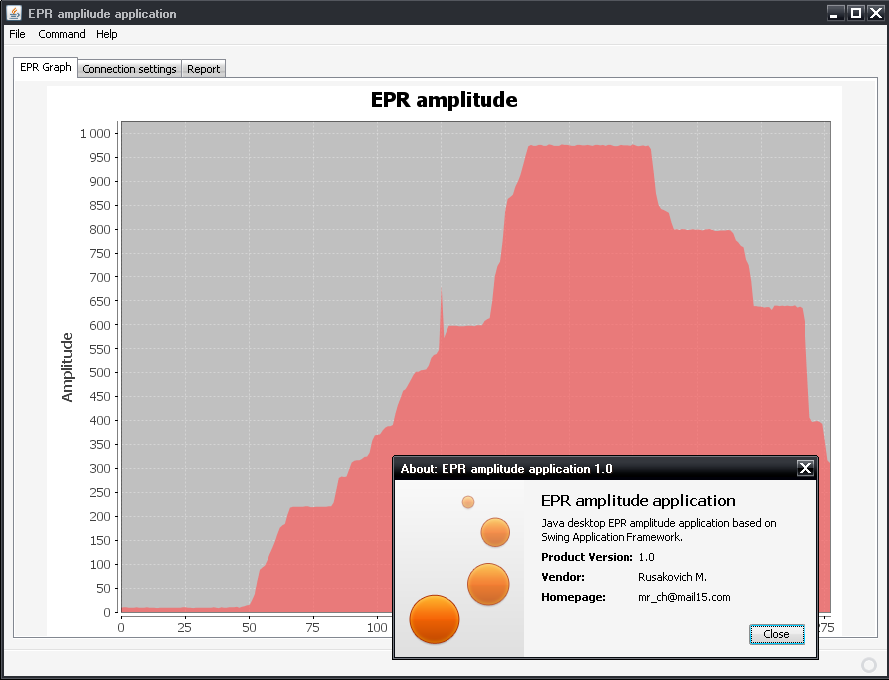 EPR amplitude application
File Command Help
EPR Graph Connection settings Report
EPR amplitude
1 000
950
900
850
800
750
700
650
600
550
500
450
400
350
300
250
200
150
100
50
0
Amplitude
0 25 50 75 100 275
About: EPR amplitude application 1.0
EPR amplitude application
Java desktop EPR amplitude application based on
Swing Application Framework.
Product Version: 1.0
Vendor: Rusakovich M.
Homepage: mr_ch@mail15.com
Close